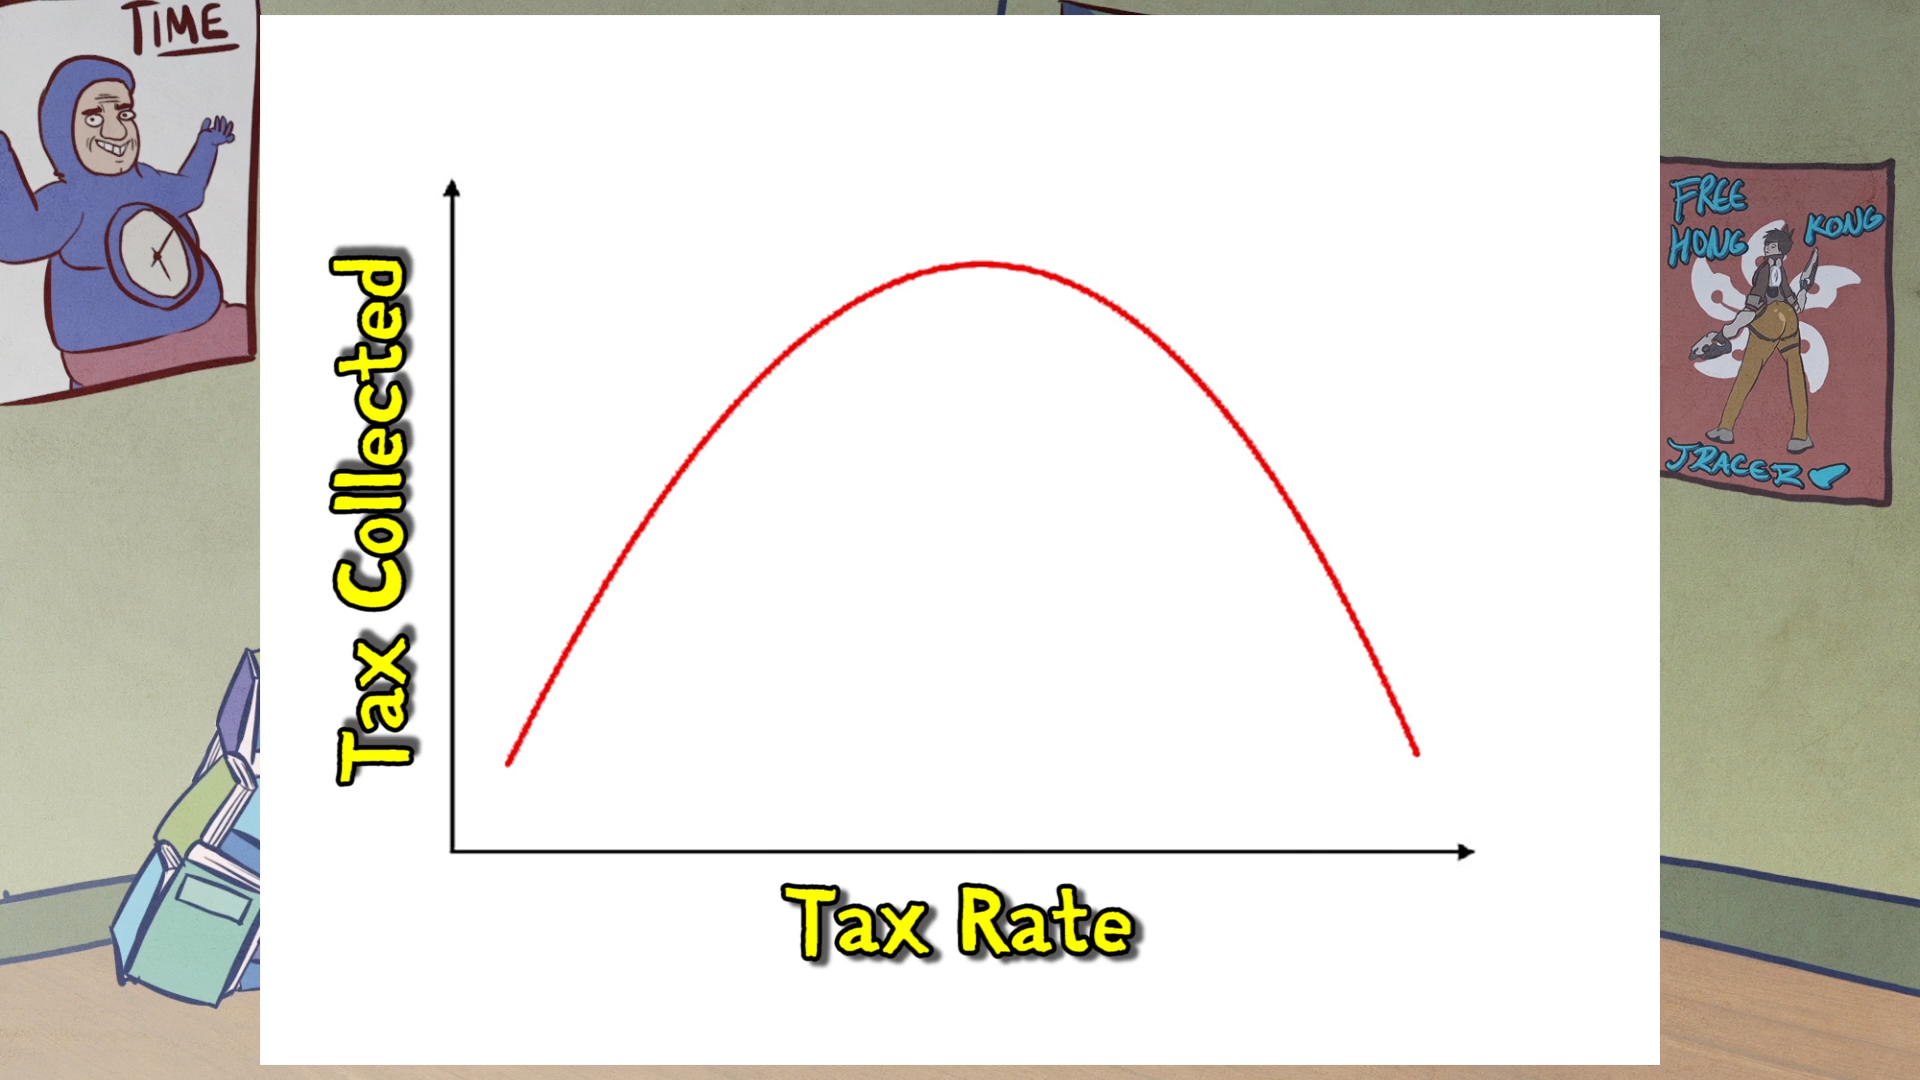 TIME
Tax Collected
Tax Rate
FREE
HONG KONG
TRACER